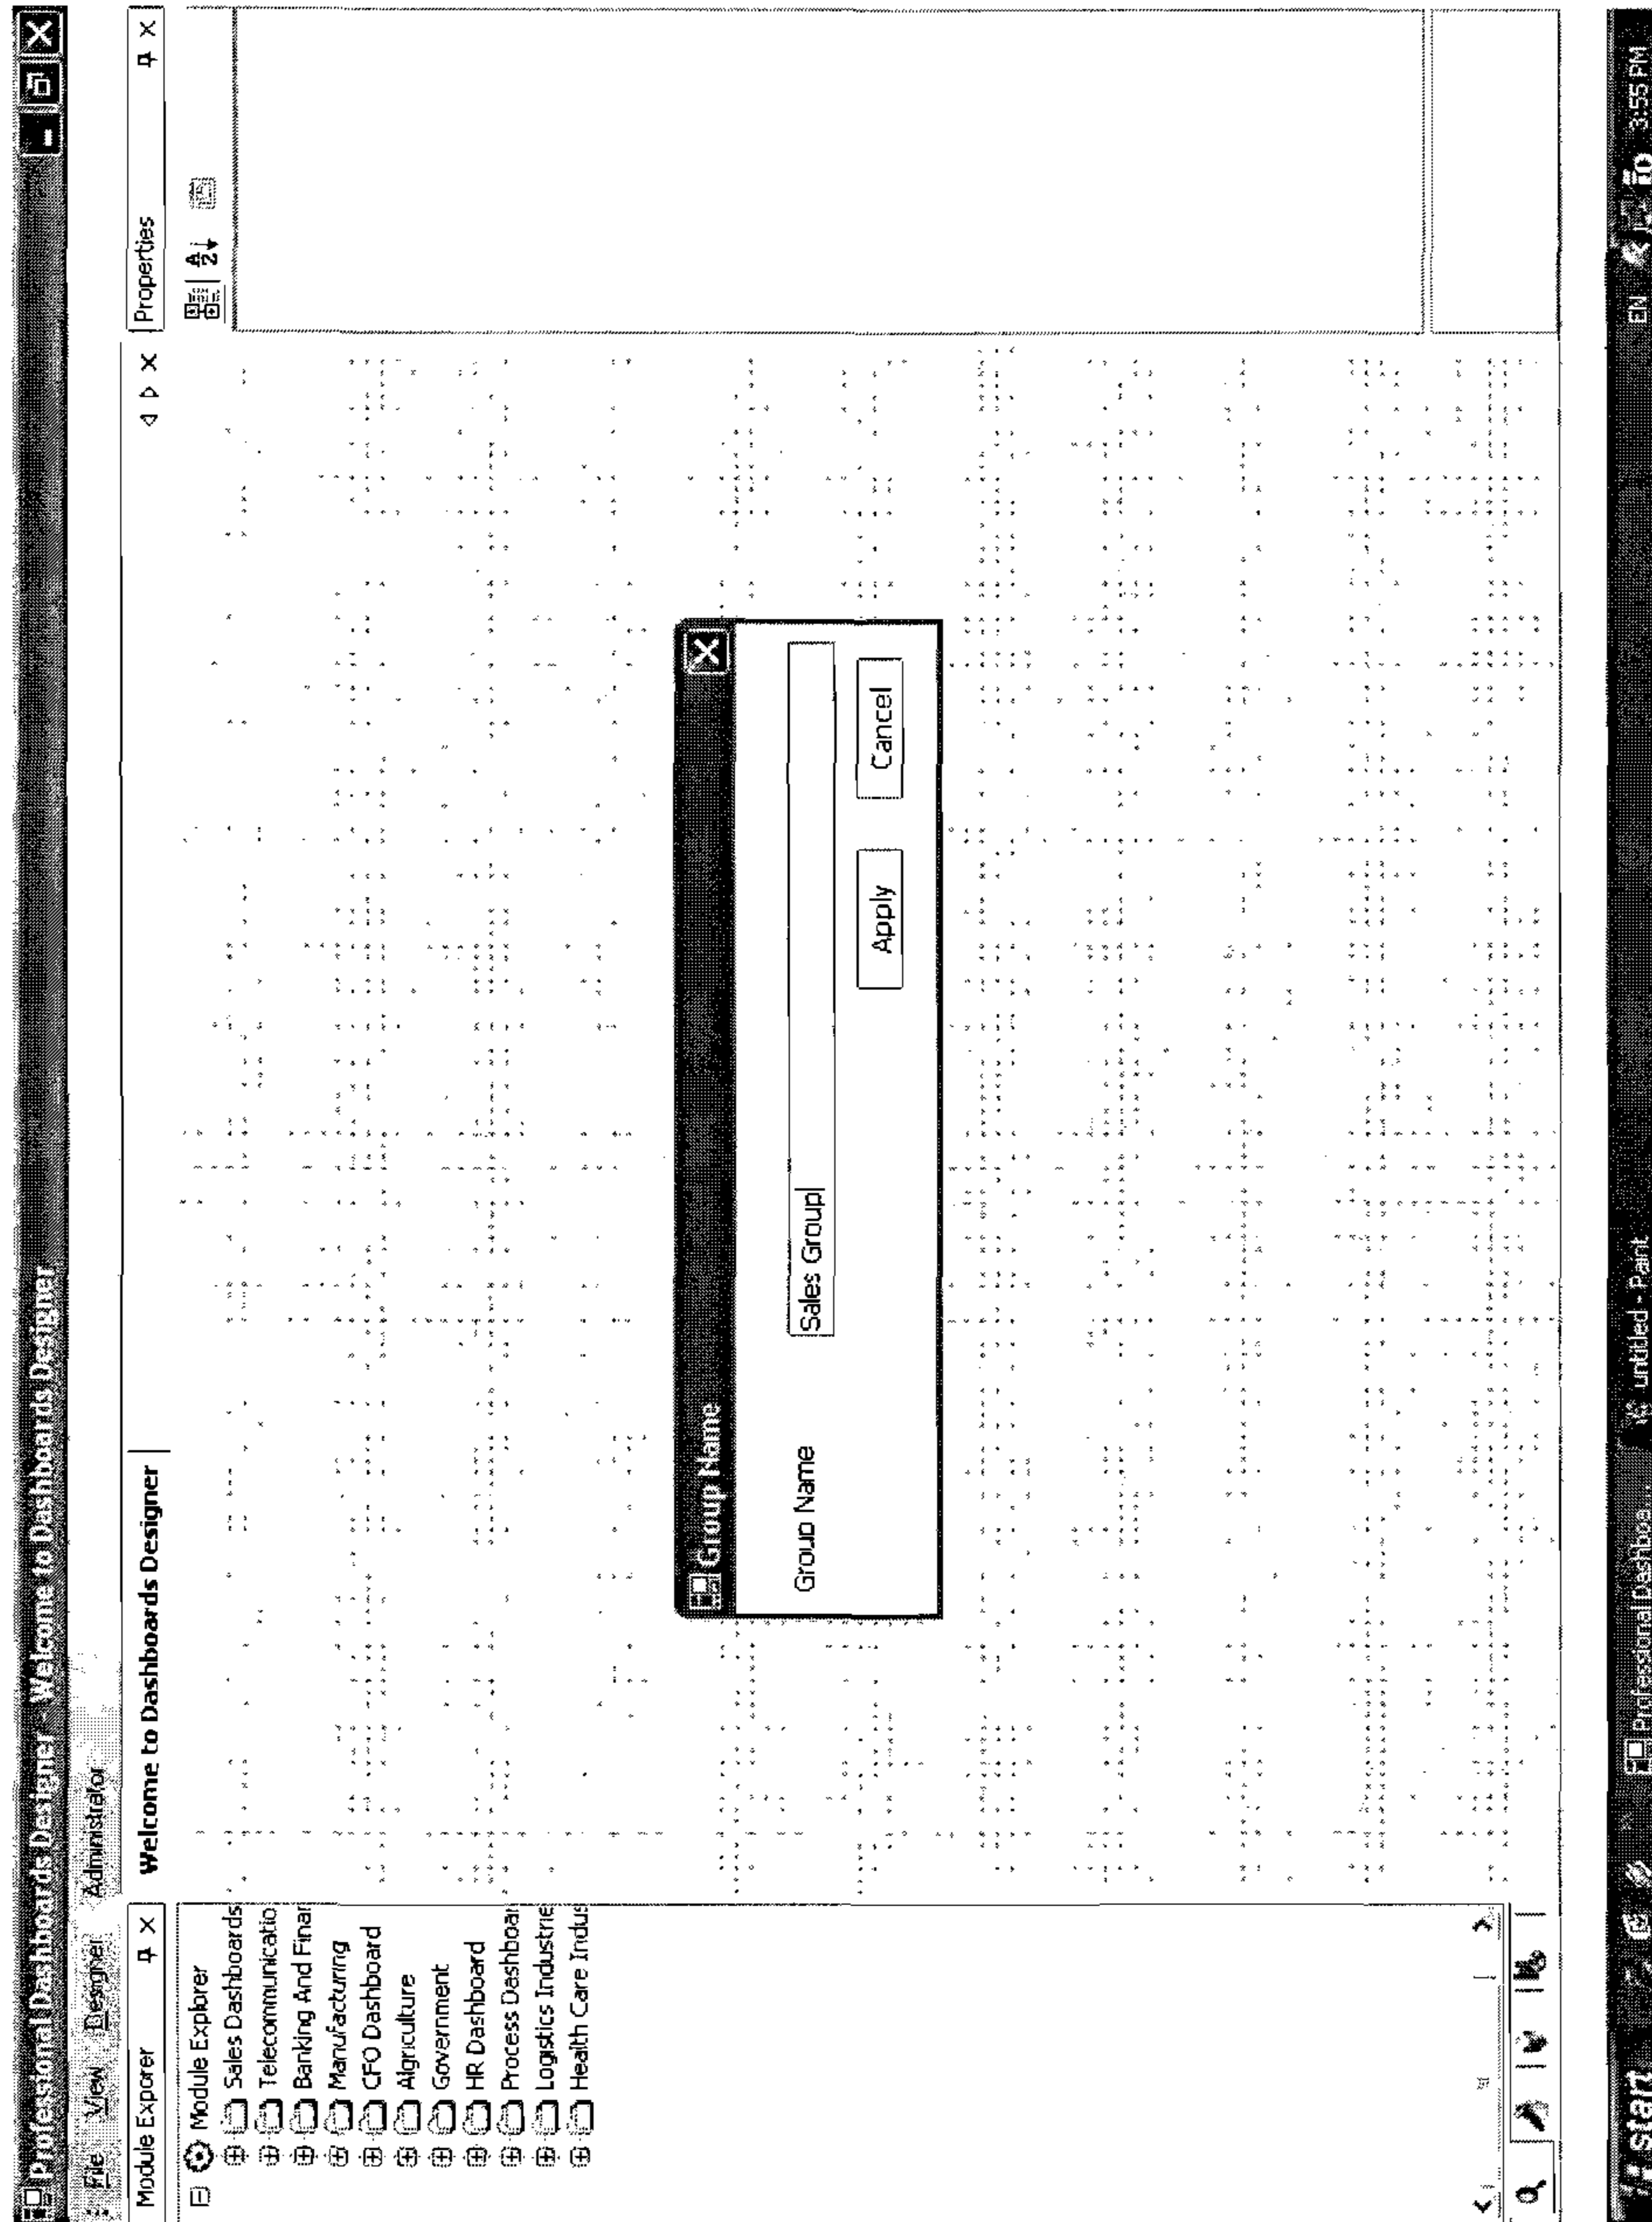 Professional Dashboards Designer - Welcome to Dashboards Designer
File View Designer Administrator
Module Exporer
Welcome to Dashboards Designer
Properties
Module Explorer
Sales Dashboards
Telecommunicatio
Banking And Finan
Manufacturing
CFO Dashboard
Algriculture
Government
HR Dashboard
Process Dashboar
Logistics Industrie
Health Care Indus
Group Name
Group Name
Sales Group
Apply
Cancel
start
Professional Dashboa...
untitled - Paint
EN
3:55 PM